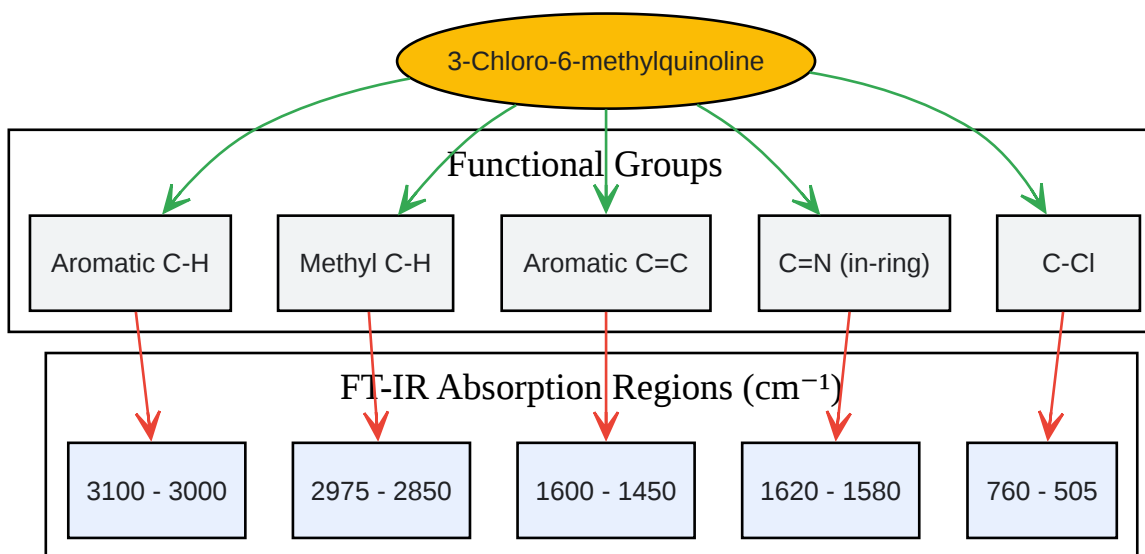 3-Chloro-6-methylquinoline
Functional Groups
Aromatic C-H
Methyl C-H
Aromatic C=C
C=N (in-ring)
C-Cl
FT-IR Absorption Regions (cm⁻¹)
3100 - 3000
2975 - 2850
1600 - 1450
1620 - 1580
760 - 505